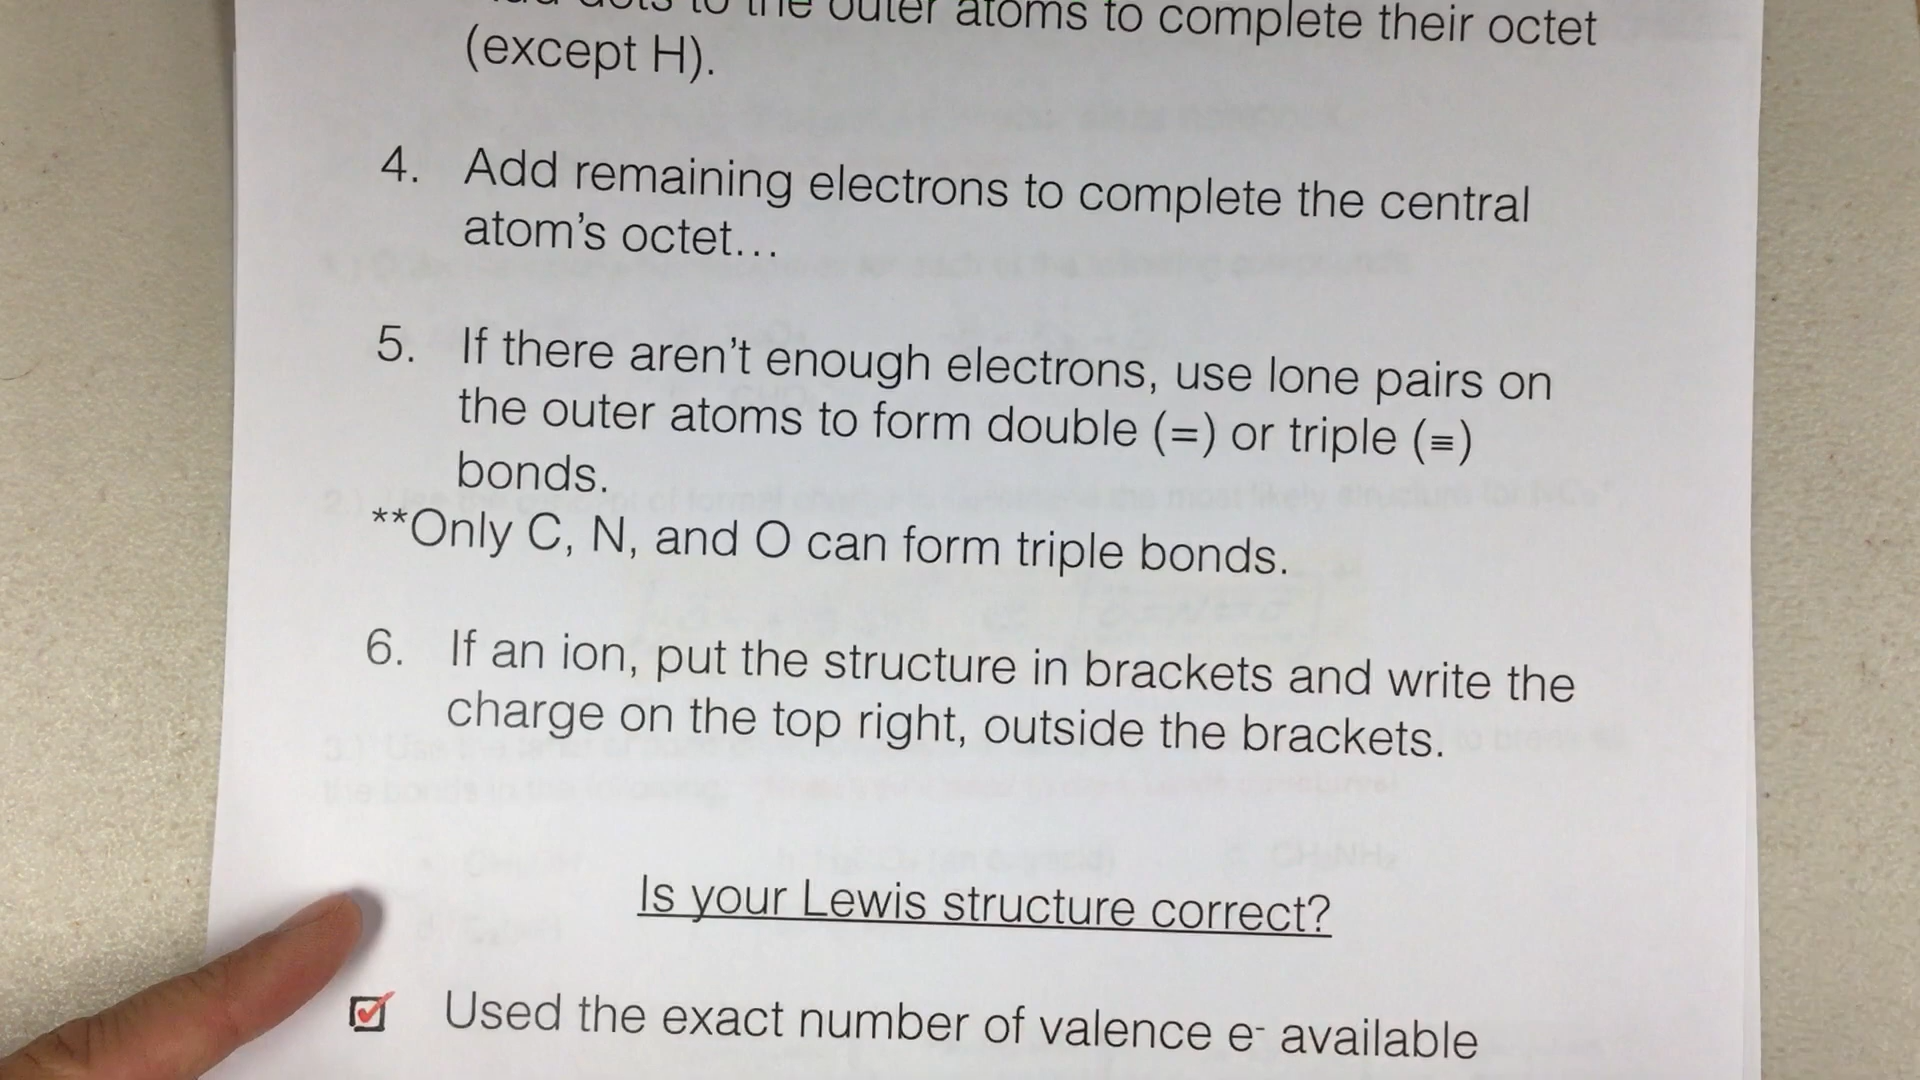 to the outer atoms to complete their octet
(except H).
4. Add remaining electrons to complete the central
atom's octet...
5. If there aren't enough electrons, use lone pairs on
the outer atoms to form double (=) or triple (≡)
bonds.
**Only C, N, and O can form triple bonds.
6. If an ion, put the structure in brackets and write the
charge on the top right, outside the brackets.
Is your Lewis structure correct?
☑ Used the exact number of valence e⁻ available